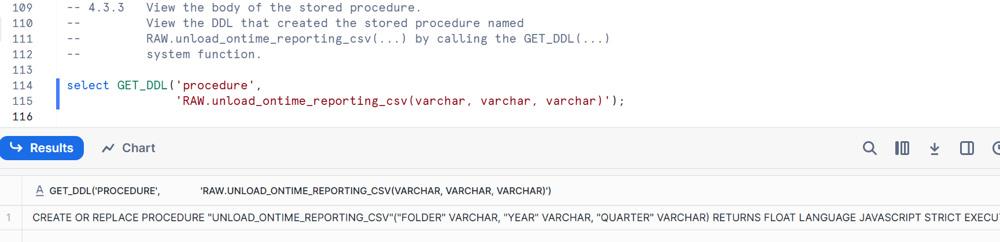 109 -- 4.3.3 View the body of the stored procedure.
110 -- View the DDL that created the stored procedure named
111 -- RAW.unload_ontime_reporting_csv(...) by calling the GET_DDL(...)
112 -- system function.
113
114 select GET_DDL('procedure',
115 'RAW.unload_ontime_reporting_csv(varchar, varchar, varchar)');
116
Results Chart
A GET_DDL('PROCEDURE', 'RAW.UNLOAD_ONTIME_REPORTING_CSV(VARCHAR, VARCHAR, VARCHAR)')
1 CREATE OR REPLACE PROCEDURE "UNLOAD_ONTIME_REPORTING_CSV"("FOLDER" VARCHAR, "YEAR" VARCHAR, "QUARTER" VARCHAR) RETURNS FLOAT LANGUAGE JAVASCRIPT STRICT EXECU